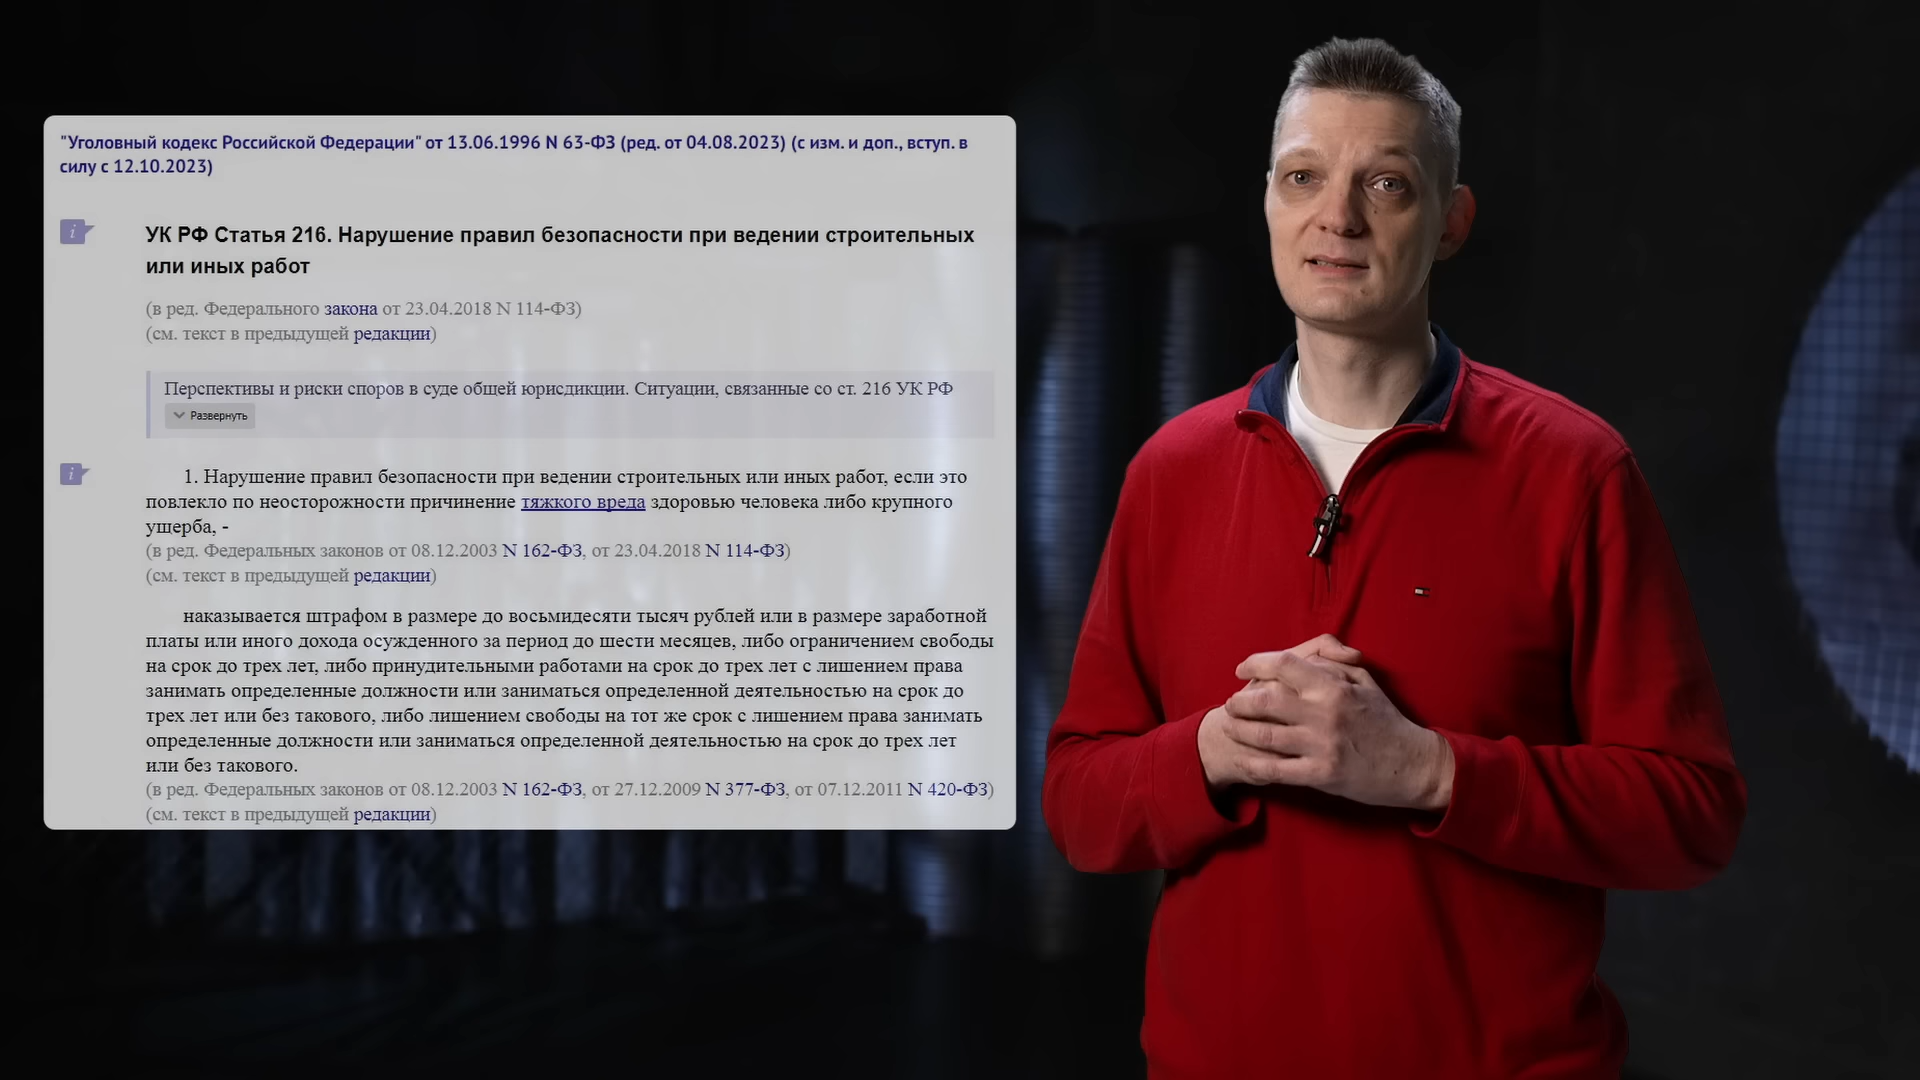 "Уголовный кодекс Российской Федерации" от 13.06.1996 N 63-ФЗ (ред. от 04.08.2023) (с изм. и доп., вступ. в
силу с 12.10.2023)
УК РФ Статья 216. Нарушение правил безопасности при ведении строительных
или иных работ
(в ред. Федерального закона от 23.04.2018 N 114-ФЗ)
(см. текст в предыдущей редакции)
Перспективы и риски споров в суде общей юрисдикции. Ситуации, связанные со ст. 216 УК РФ
Развернуть
1. Нарушение правил безопасности при ведении строительных или иных работ, если это
повлекло по неосторожности причинение тяжкого вреда здоровью человека либо крупного
ущерба, -
(в ред. Федеральных законов от 08.12.2003 N 162-ФЗ, от 23.04.2018 N 114-ФЗ)
(см. текст в предыдущей редакции)
наказывается штрафом в размере до восьмидесяти тысяч рублей или в размере заработной
платы или иного дохода осужденного за период до шести месяцев, либо ограничением свободы
на срок до трех лет, либо принудительными работами на срок до трех лет с лишением права
занимать определенные должности или заниматься определенной деятельностью на срок до
трех лет или без такового, либо лишением свободы на тот же срок с лишением права занимать
определенные должности или заниматься определенной деятельностью на срок до трех лет
или без такового.
(в ред. Федеральных законов от 08.12.2003 N 162-ФЗ, от 27.12.2009 N 377-ФЗ, от 07.12.2011 N 420-ФЗ)
(см. текст в предыдущей редакции)